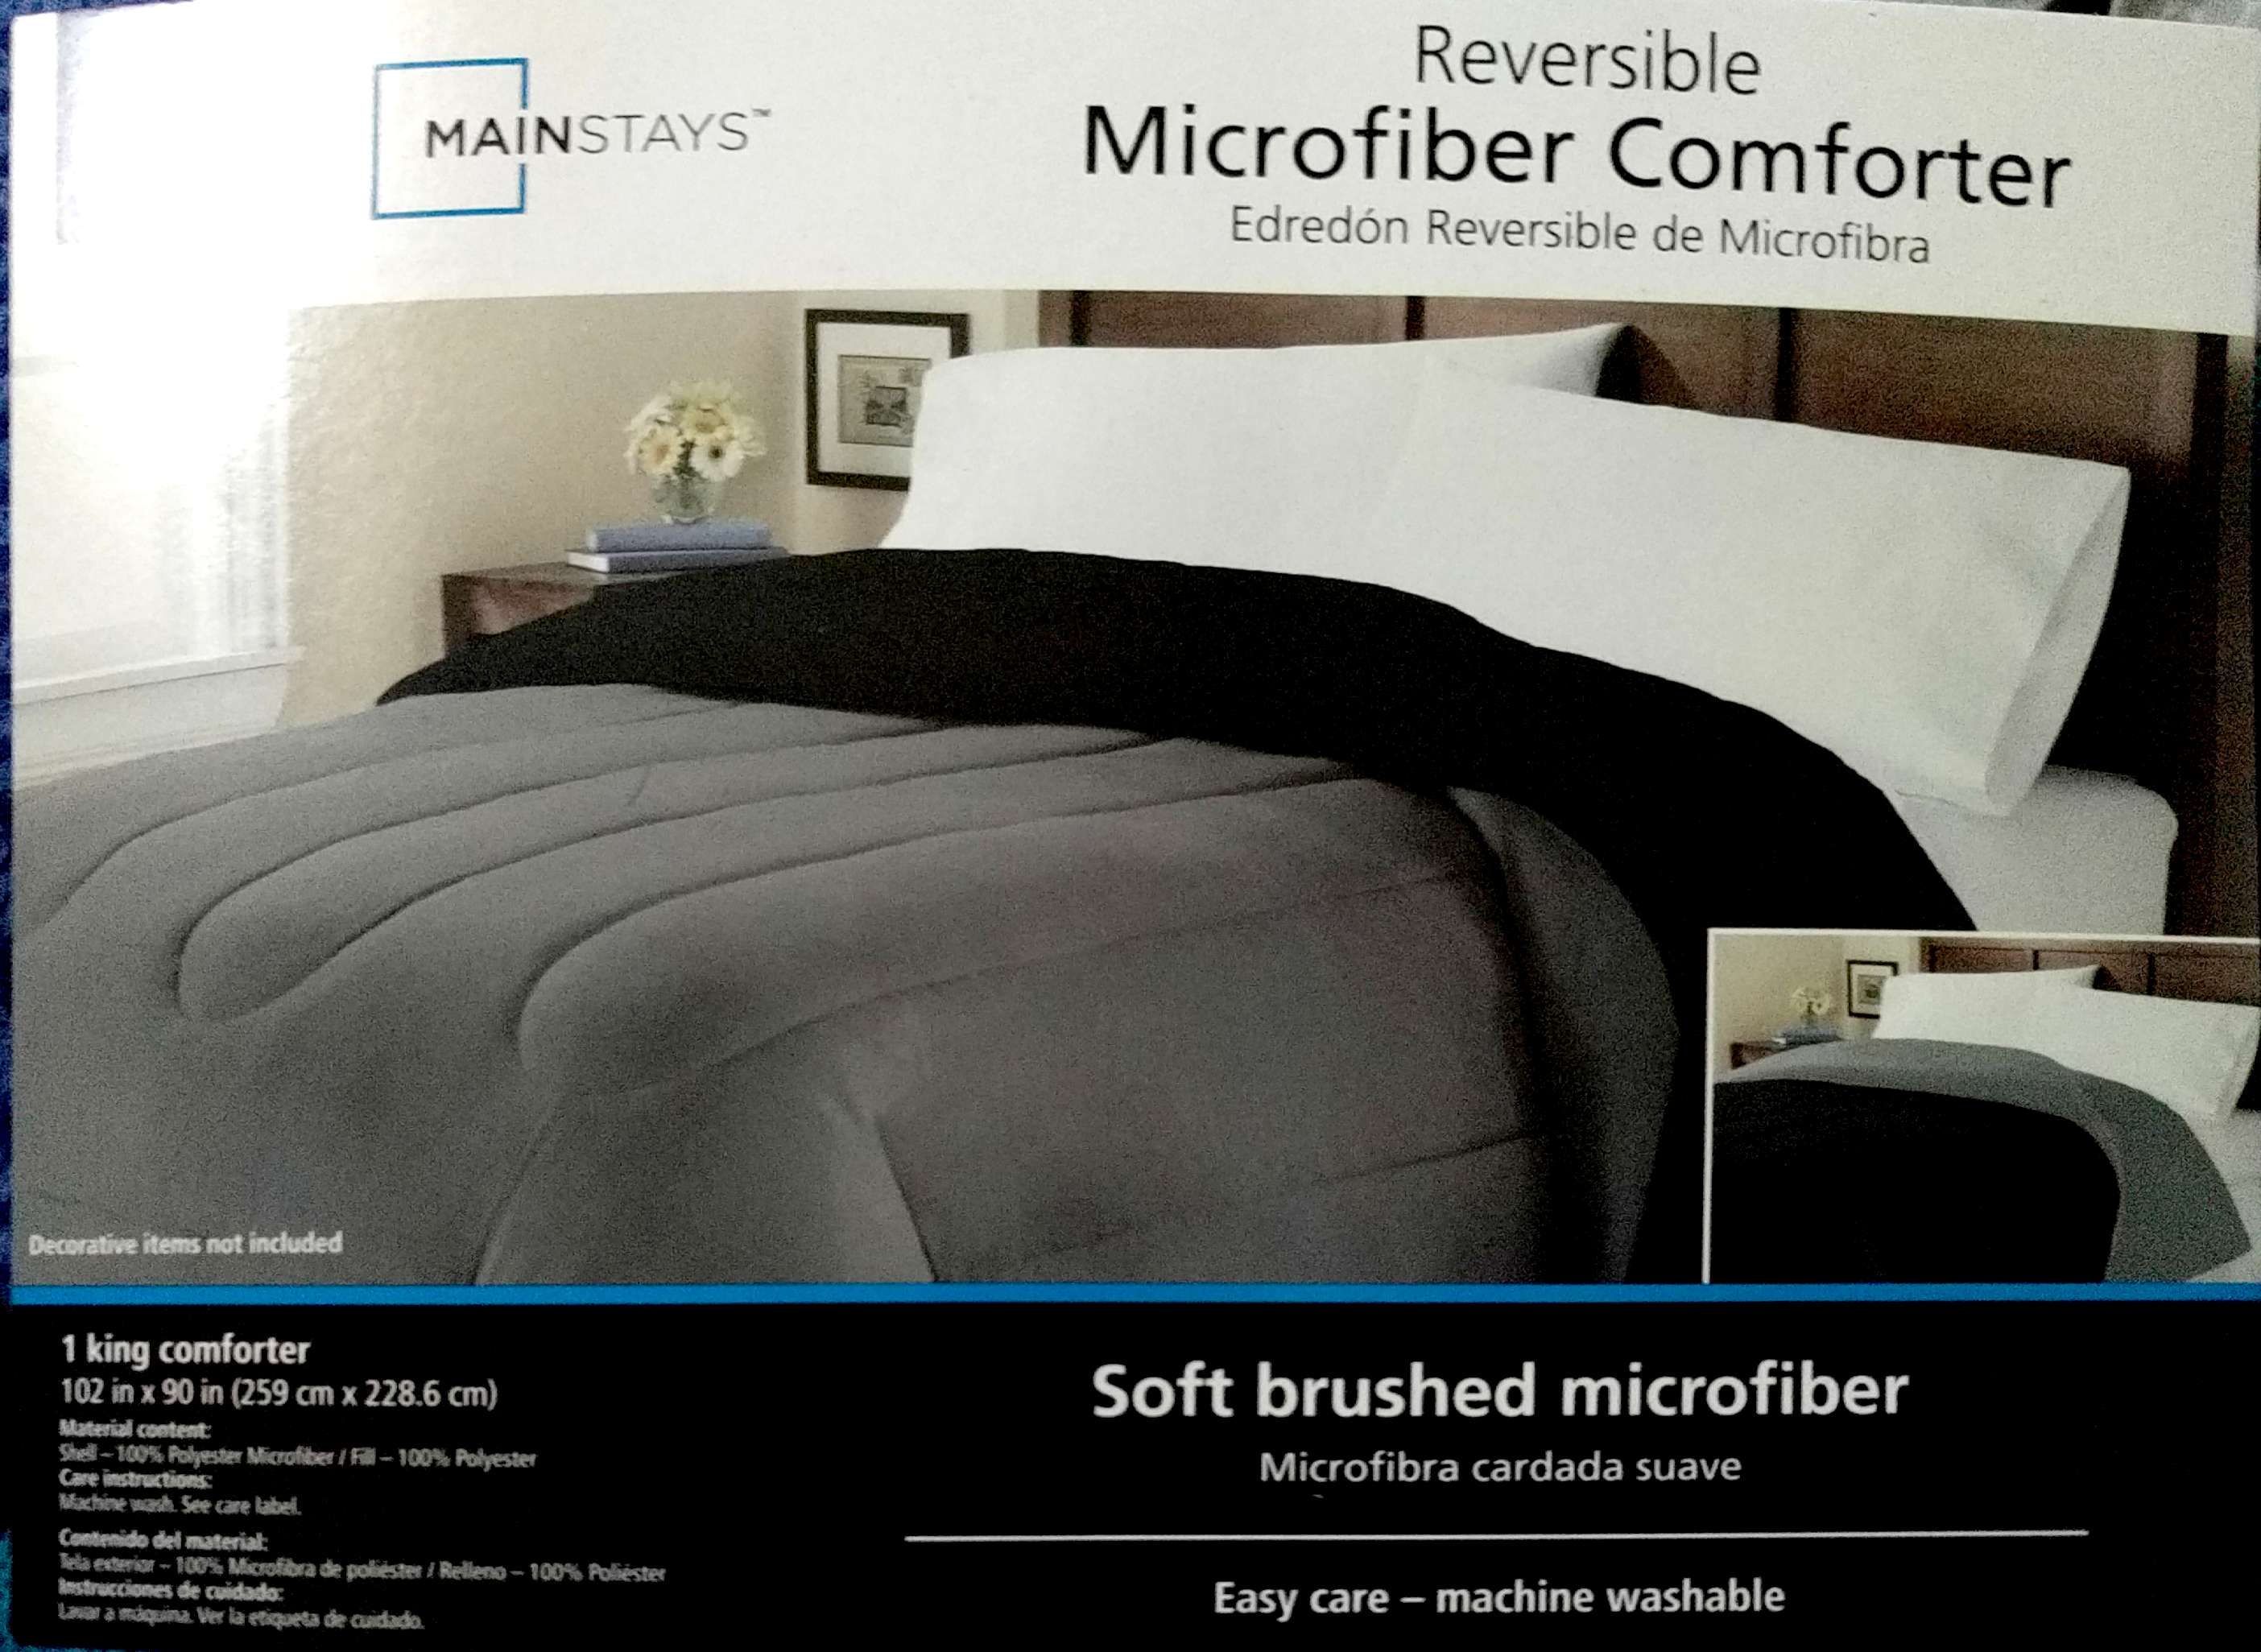 MAINSTAYS™
Reversible
Microfiber Comforter
Edredón Reversible de Microfibra
Decorative items not included
1 king comforter
102 in x 90 in (259 cm x 228.6 cm)
Material content:
Shell – 100% Polyester Microfiber / Fill – 100% Polyester
Care instructions:
Machine wash. See care label.
Contenido del material:
Tela exterior – 100% Microfibra de poliéster / Relleno – 100% Poliéster
Instrucciones de cuidado:
Lavar a máquina. Ver la etiqueta de cuidado.
Soft brushed microfiber
Microfibra cardada suave
Easy care – machine washable